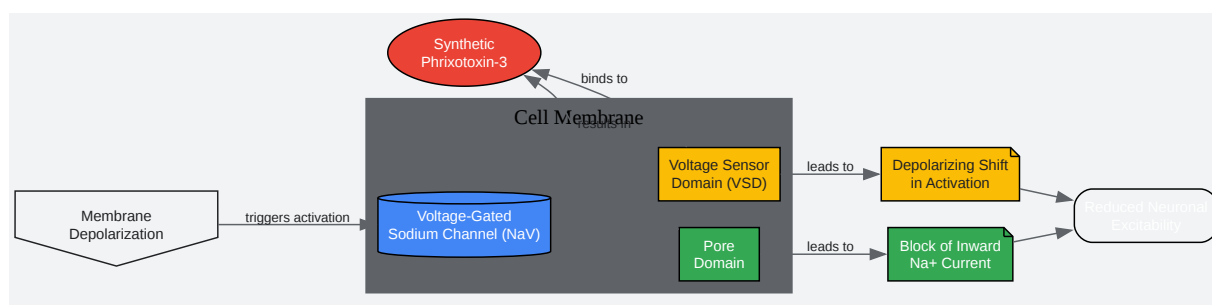 Synthetic
Phrixotoxin-3
binds to
Cell Membrane
results in
Voltage Sensor
Domain (VSD)
leads to
Depolarizing Shift
in Activation
Membrane
Depolarization
triggers activation
Voltage-Gated
Sodium Channel (NaV)
Reduced Neuronal
Excitability
Pore
Domain
leads to
Block of Inward
Na+ Current